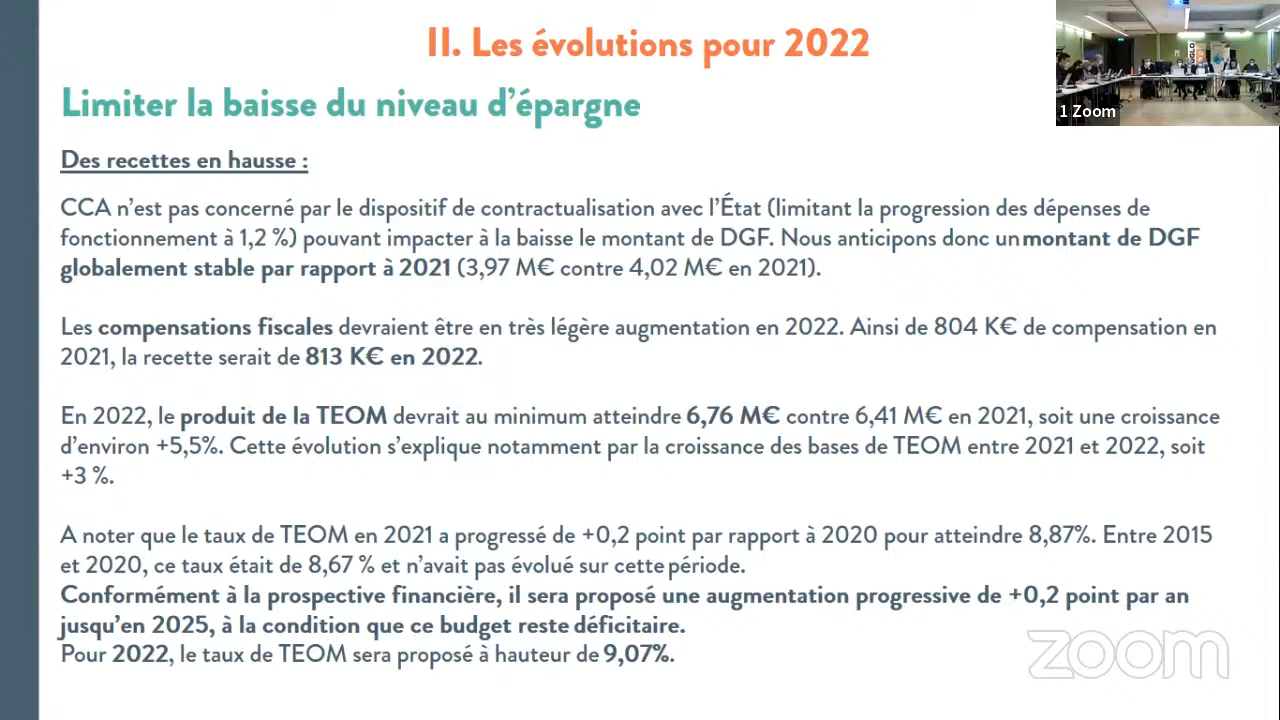 II. Les évolutions pour 2022
Limiter la baisse du niveau d’épargne
1 Zoom
Des recettes en hausse :
CCA n’est pas concerné par le dispositif de contractualisation avec l’État (limitant la progression des dépenses de
fonctionnement à 1,2 %) pouvant impacter à la baisse le montant de DGF. Nous anticipons donc un montant de DGF
globalement stable par rapport à 2021 (3,97 M€ contre 4,02 M€ en 2021).
Les compensations fiscales devraient être en très légère augmentation en 2022. Ainsi de 804 K€ de compensation en
2021, la recette serait de 813 K€ en 2022.
En 2022, le produit de la TEOM devrait au minimum atteindre 6,76 M€ contre 6,41 M€ en 2021, soit une croissance
d’environ +5,5%. Cette évolution s’explique notamment par la croissance des bases de TEOM entre 2021 et 2022, soit
+3 %.
A noter que le taux de TEOM en 2021 a progressé de +0,2 point par rapport à 2020 pour atteindre 8,87%. Entre 2015
et 2020, ce taux était de 8,67 % et n’avait pas évolué sur cette période.
Conformément à la prospective financière, il sera proposé une augmentation progressive de +0,2 point par an
jusqu’en 2025, à la condition que ce budget reste déficitaire.
Pour 2022, le taux de TEOM sera proposé à hauteur de 9,07%.
zoom